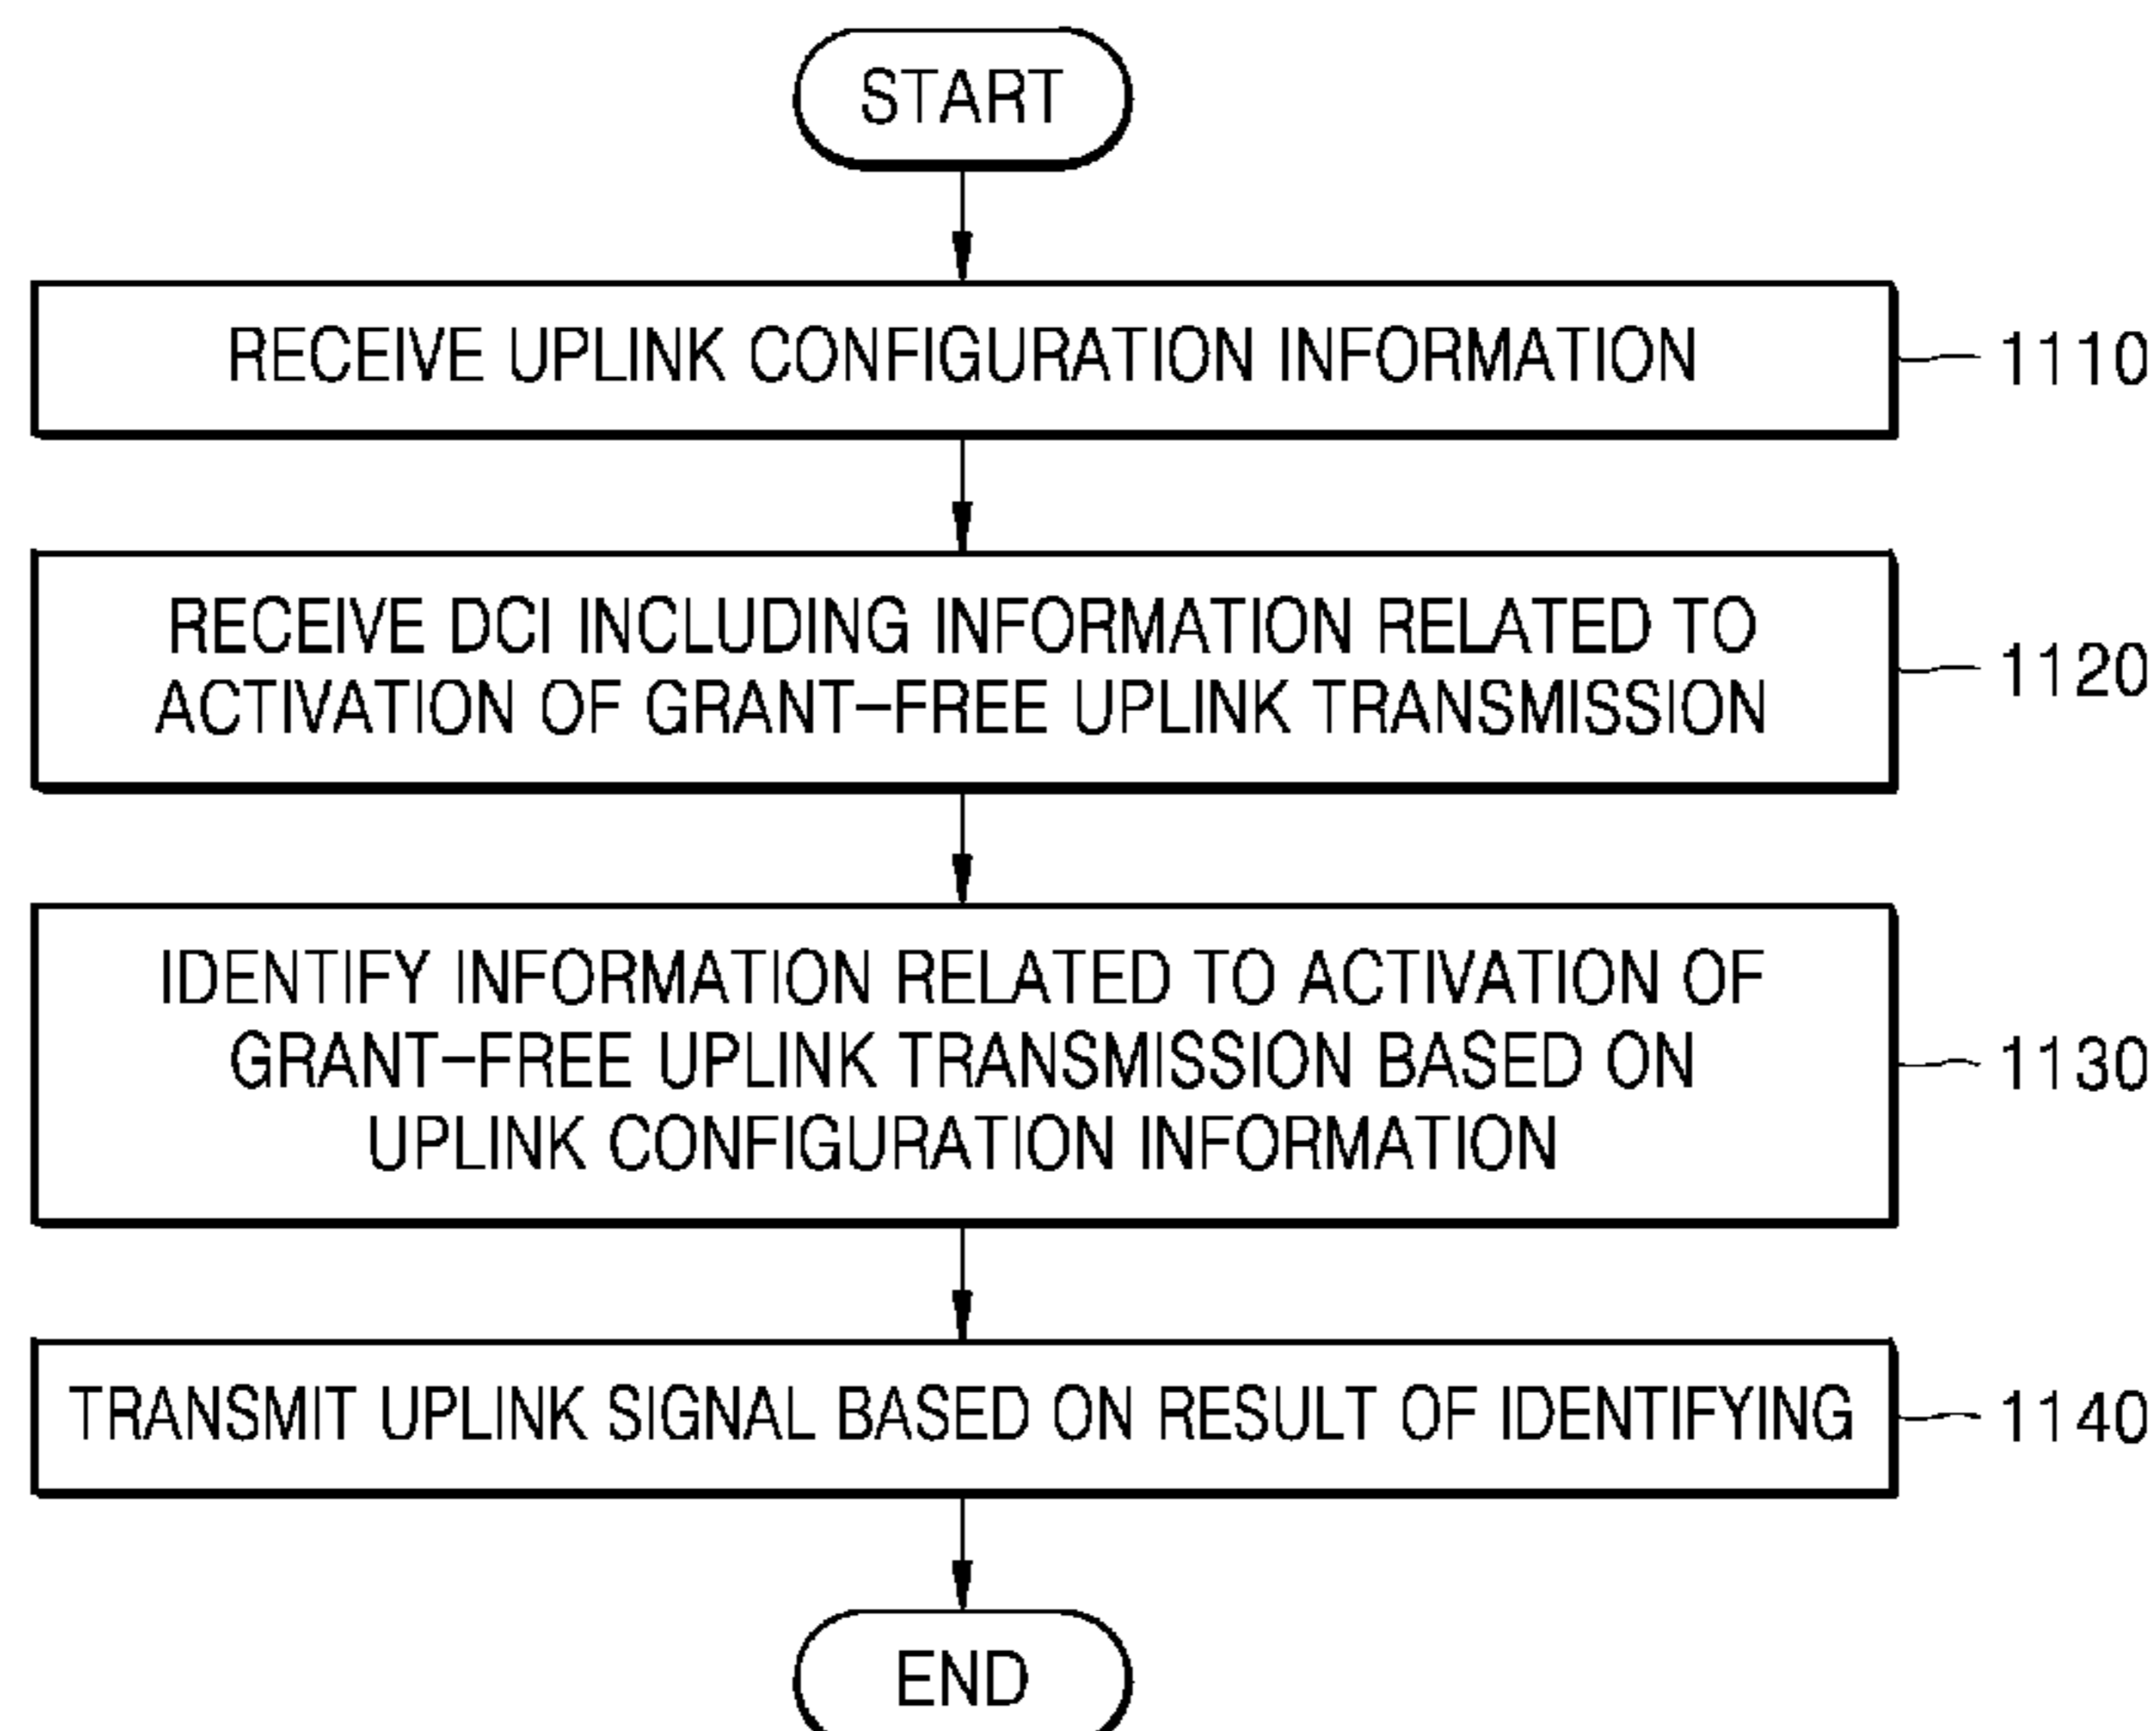 START
RECEIVE UPLINK CONFIGURATION INFORMATION
1110
RECEIVE DCI INCLUDING INFORMATION RELATED TO
ACTIVATION OF GRANT-FREE UPLINK TRANSMISSION
1120
IDENTIFY INFORMATION RELATED TO ACTIVATION OF
GRANT-FREE UPLINK TRANSMISSION BASED ON
UPLINK CONFIGURATION INFORMATION
1130
TRANSMIT UPLINK SIGNAL BASED ON RESULT OF IDENTIFYING
1140
END